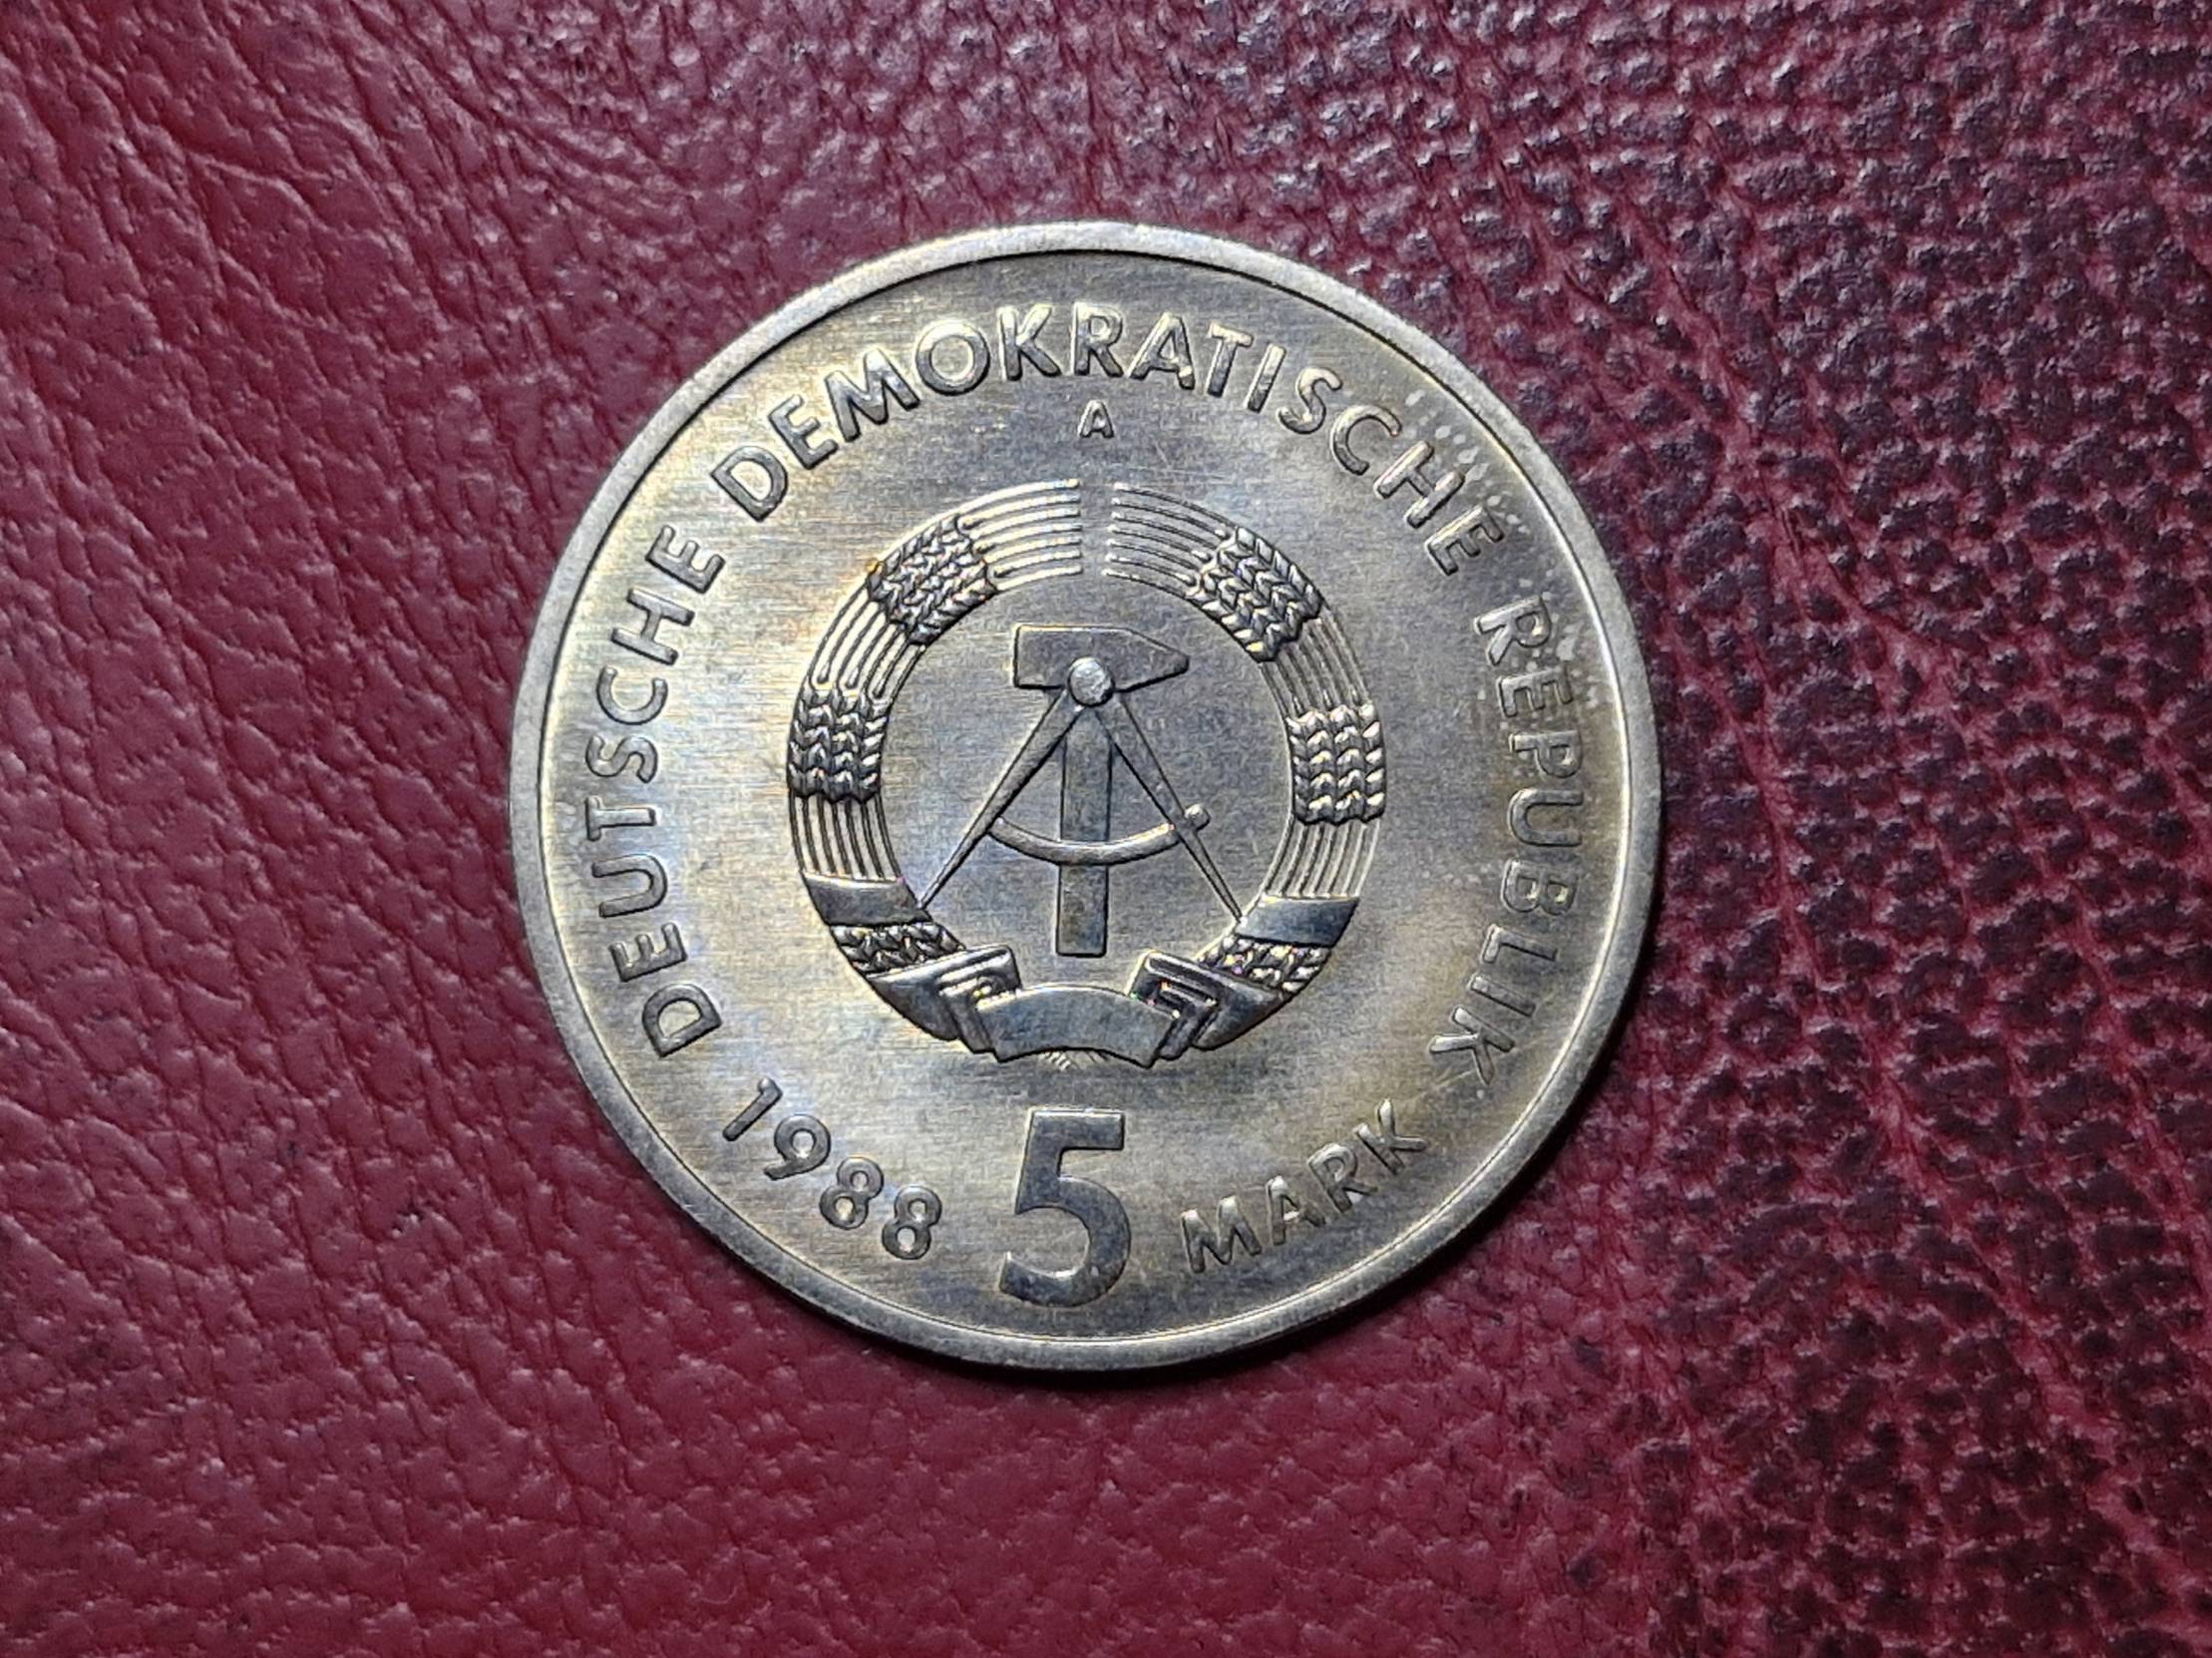 DEUTSCHE DEMOKRATISCHE REPUBLIK
A
1988 5 MARK